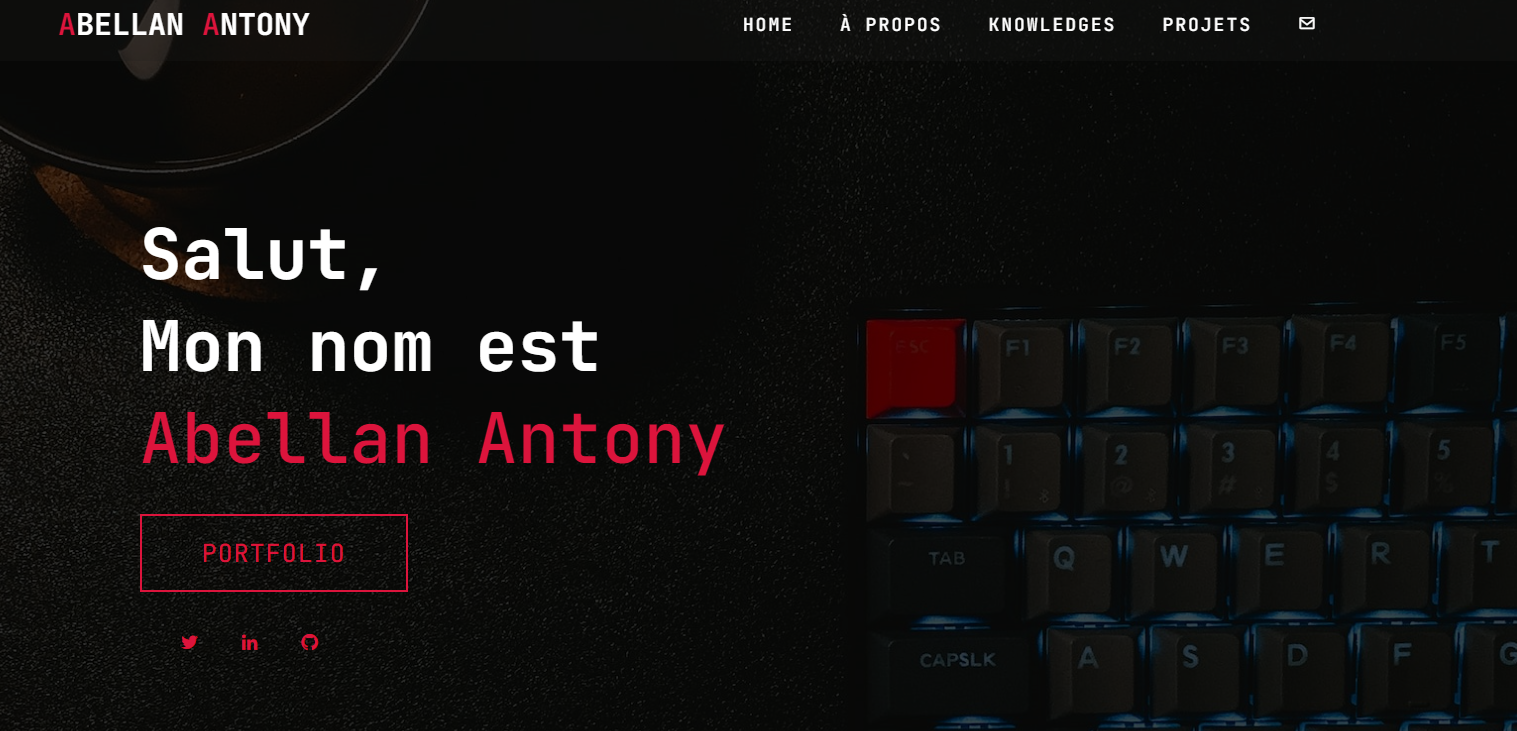 ABELLAN ANTONY
HOME À PROPOS KNOWLEDGES PROJETS
Salut,
Mon nom est
Abellan Antony
PORTFOLIO
in
ESC F1 F2 F3 F4 F5
` 1 2 3 4 5
~ ! @ # $ %
TAB Q W E R T
CAPSLK A S D F G